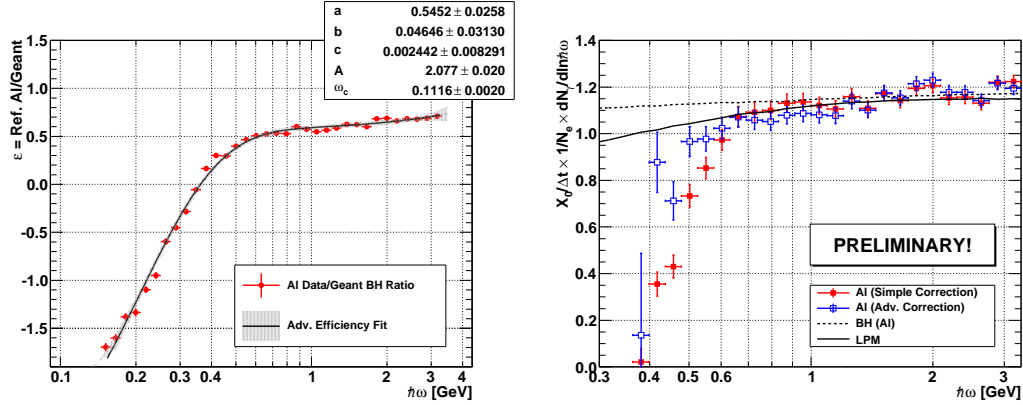 a 0.5452 ± 0.0258
b 0.04646 ± 0.03130
c 0.002442 ± 0.008291
A 2.077 ± 0.020
ω_c 0.1116 ± 0.0020
ε = Ref. Al/Geant
1.5
1.0
0.5
0.0
-0.5
-1.0
-1.5
Al Data/Geant BH Ratio
Adv. Efficiency Fit
0.1 0.2 0.3 0.4 1 2 3 4
ħω [GeV]
X₀/Δt × 1/Nₑ × dN/dlnħω
1.4
1.2
1.0
0.8
0.6
0.4
0.2
0.0
PRELIMINARY!
Al (Simple Correction)
Al (Adv. Correction)
BH (Al)
LPM
0.3 0.4 0.5 0.6 1 2 3
ħω [GeV]